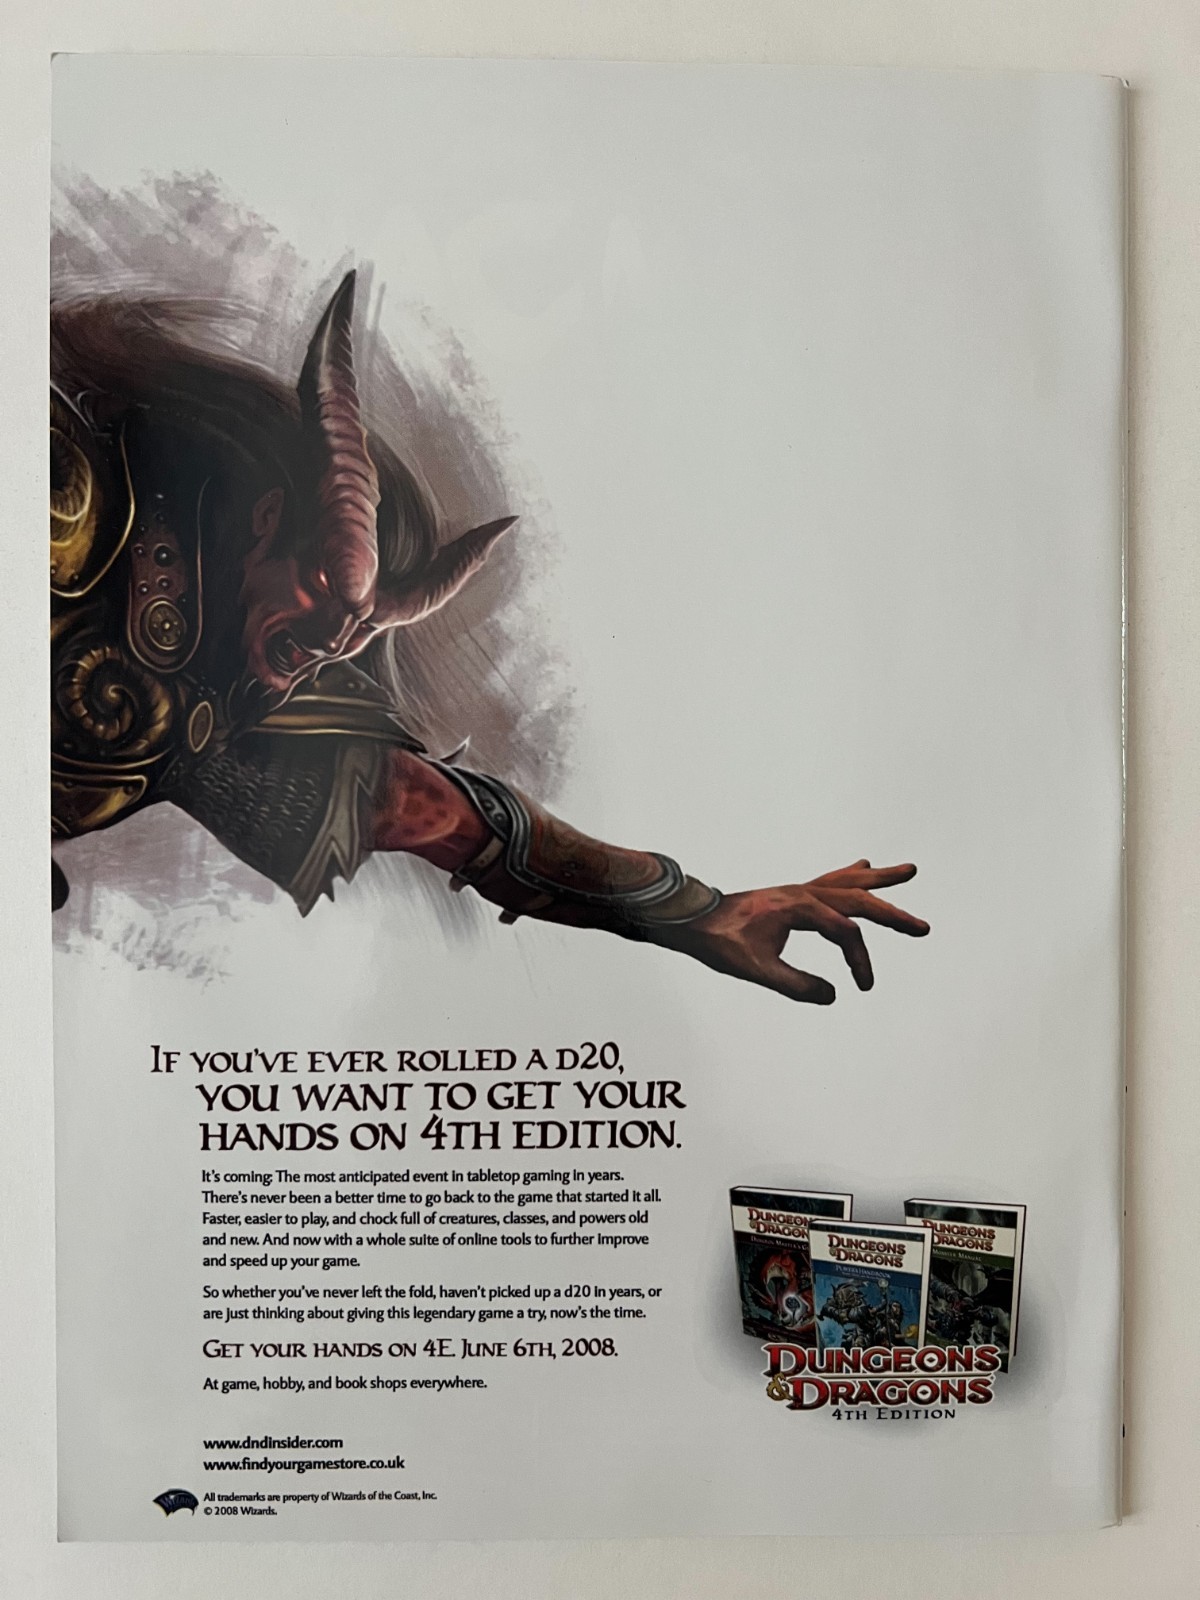 IF YOU'VE EVER ROLLED A D20,
YOU WANT TO GET YOUR
HANDS ON 4TH EDITION.
It's coming. The most anticipated event in tabletop gaming in years.
There's never been a better time to go back to the game that started it all.
Faster, easier to play, and chock full of creatures, classes, and powers old
and new. And now with a whole suite of online tools to further improve
and speed up your game.
So whether you've never left the fold, haven't picked up a d20 in years, or
are just thinking about giving this legendary game a try, now's the time.
GET YOUR HANDS ON 4E. JUNE 6TH, 2008.
At game, hobby, and book shops everywhere.
www.dndinsider.com
www.findyourgamestore.co.uk
Wizards
All trademarks are property of Wizards of the Coast, Inc.
© 2008 Wizards.
DUNGEONS
& DRAGONS
DUNGEON MASTER'S
DUNGEONS
& DRAGONS
PLAYER'S HANDBOOK
DUNGEONS
DRAGONS
MONSTER MANUAL
DUNGEONS
& DRAGONS
4TH EDITION